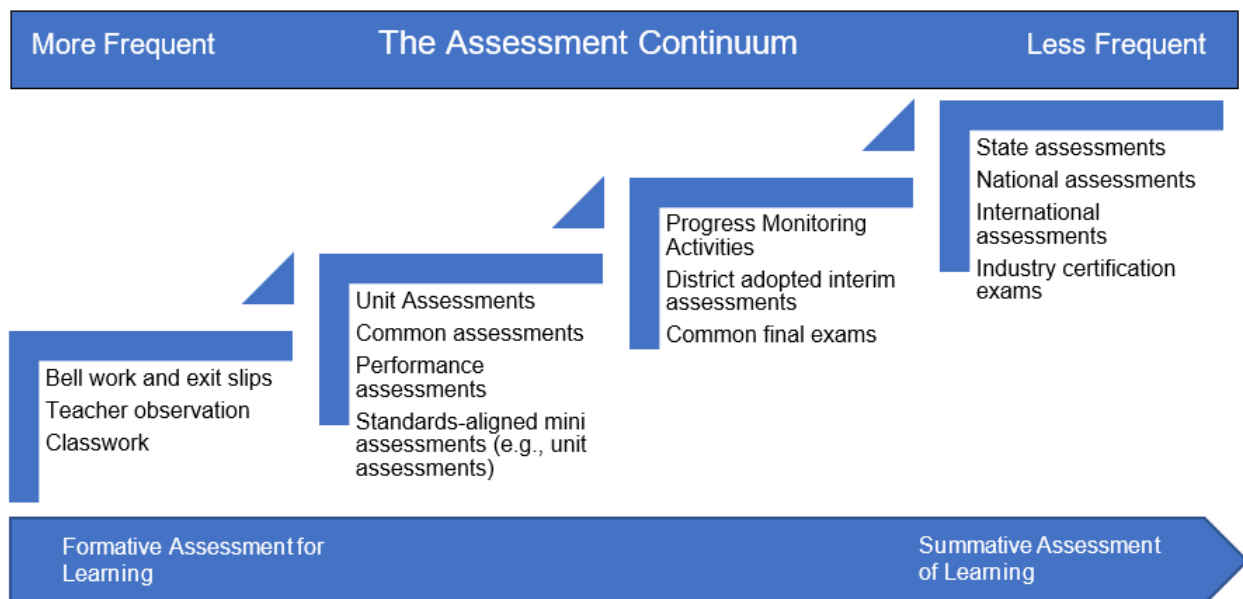 More Frequent
The Assessment Continuum
Less Frequent
Bell work and exit slips
Teacher observation
Classwork
Unit Assessments
Common assessments
Performance
assessments
Standards-aligned mini
assessments (e.g., unit
assessments)
Progress Monitoring
Activities
District adopted interim
assessments
Common final exams
State assessments
National assessments
International
assessments
Industry certification
exams
Formative Assessment for
Learning
Summative Assessment
of Learning